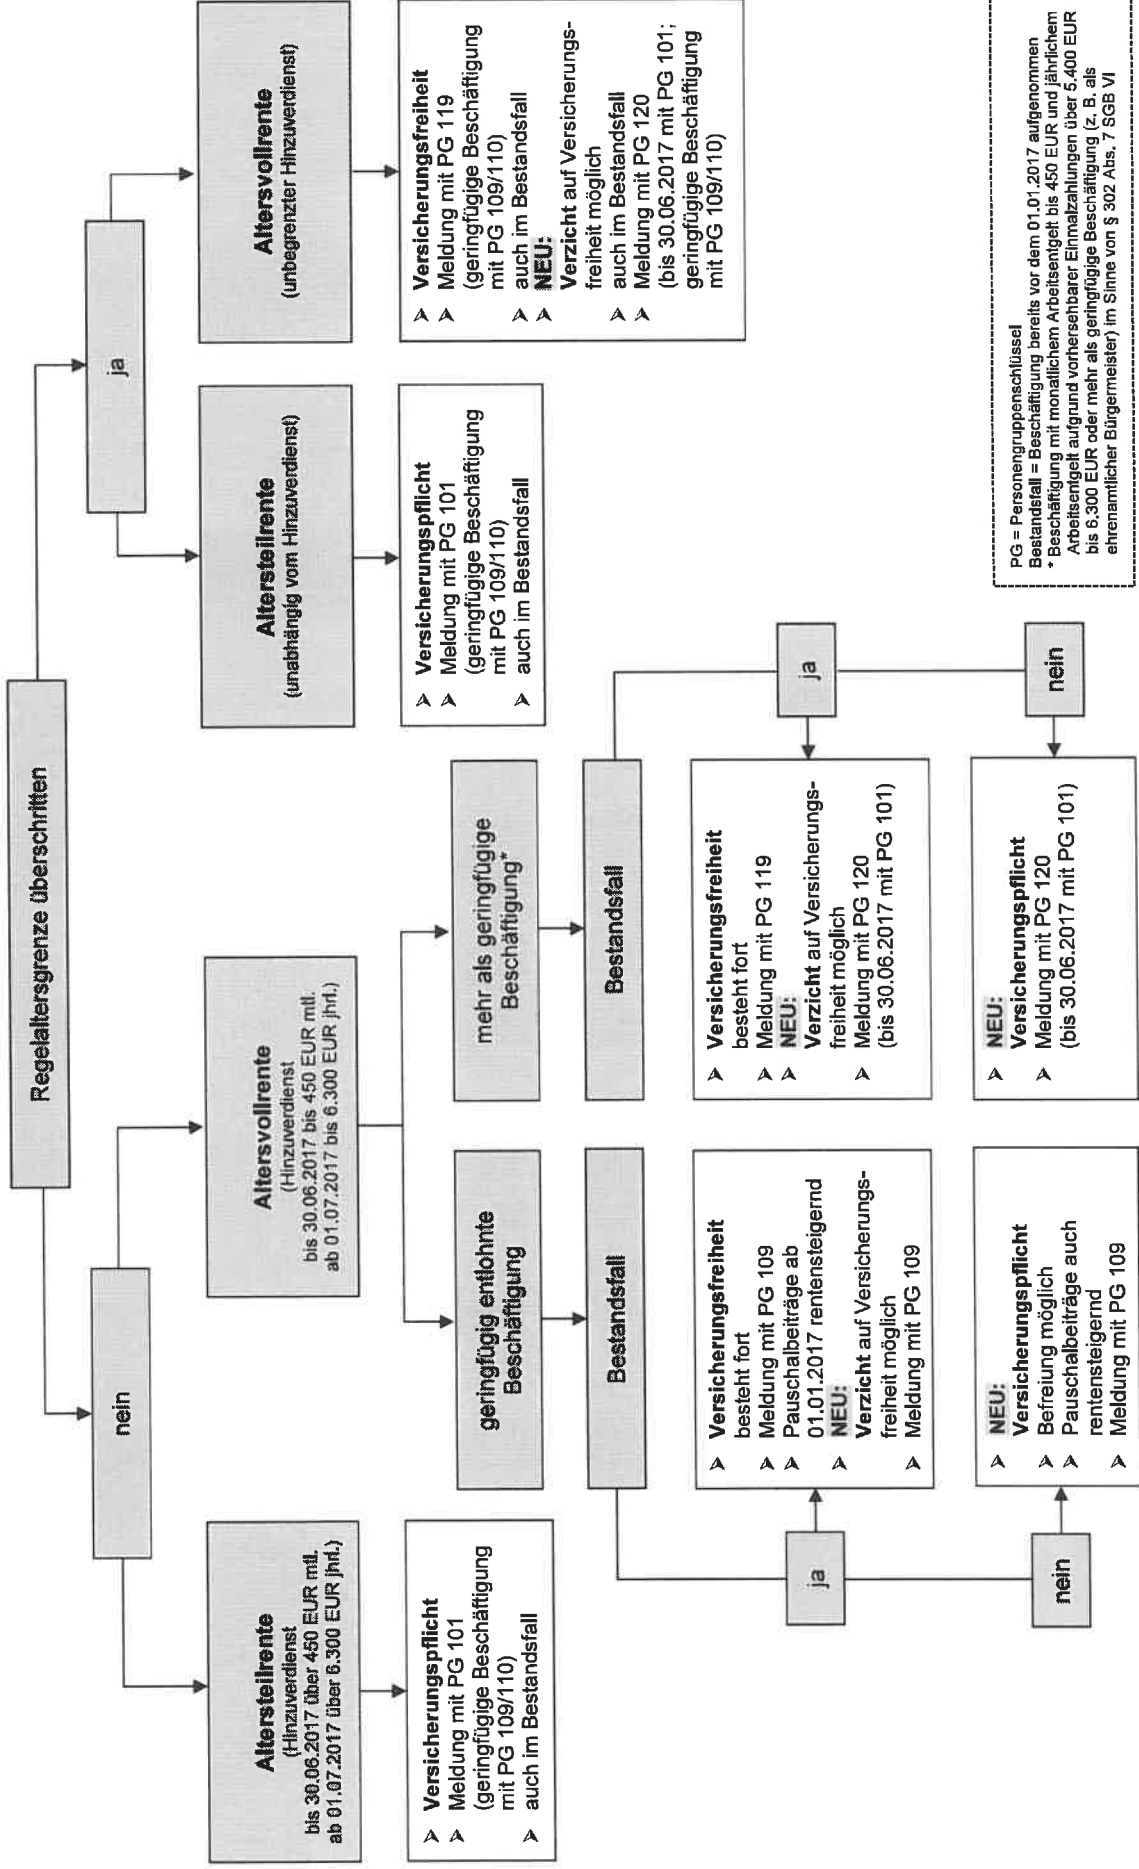 Regelaltersgrenze überschritten
nein
ja
Altersteilrente
(Hinzuverdienst
bis 30.06.2017 über 450 EUR mtl.
ab 01.07.2017 über 6.300 EUR jhrl.)
Altersvollrente
(Hinzuverdienst
bis 30.06.2017 bis 450 EUR mtl.
ab 01.07.2017 bis 6.300 EUR jhrl.)
Altersteilrente
(unabhängig vom Hinzuverdienst)
Altersvollrente
(unbegrenzter Hinzuverdienst)
➢ Versicherungspflicht
➢ Meldung mit PG 101
(geringfügige Beschäftigung
mit PG 109/110)
➢ auch im Bestandsfall
geringfügig entlohnte
Beschäftigung
mehr als geringfügige
Beschäftigung*
➢ Versicherungspflicht
➢ Meldung mit PG 101
(geringfügige Beschäftigung
mit PG 109/110)
➢ auch im Bestandsfall
➢ Versicherungsfreiheit
➢ Meldung mit PG 119
(geringfügige Beschäftigung
mit PG 109/110)
➢ auch im Bestandsfall
➢ NEU:
Verzicht auf Versicherungs-
freiheit möglich
➢ auch im Bestandsfall
➢ Meldung mit PG 120
(bis 30.06.2017 mit PG 101;
geringfügige Beschäftigung
mit PG 109/110)
Bestandsfall
Bestandsfall
ja
➢ Versicherungsfreiheit
besteht fort
➢ Meldung mit PG 109
➢ Pauschalbeiträge ab
01.01.2017 rentensteigernd
➢ NEU:
Verzicht auf Versicherungs-
freiheit möglich
➢ Meldung mit PG 109
➢ Versicherungsfreiheit
besteht fort
➢ Meldung mit PG 119
➢ NEU:
Verzicht auf Versicherungs-
freiheit möglich
➢ Meldung mit PG 120
(bis 30.06.2017 mit PG 101)
ja
nein
➢ NEU:
Versicherungspflicht
➢ Befreiung möglich
➢ Pauschalbeiträge auch
rentensteigernd
➢ Meldung mit PG 109
➢ NEU:
Versicherungspflicht
➢ Meldung mit PG 120
(bis 30.06.2017 mit PG 101)
nein
PG = Personengruppenschlüssel
Bestandsfall = Beschäftigung bereits vor dem 01.01.2017 aufgenommen
* Beschäftigung mit monatlichem Arbeitsentgelt bis 450 EUR und jährlichem
Arbeitsentgelt aufgrund vorhersehbarer Einmalzahlungen über 5.400 EUR
bis 6.300 EUR oder mehr als geringfügige Beschäftigung (z. B. als
ehrenamtlicher Bürgermeister) im Sinne von § 302 Abs. 7 SGB VI